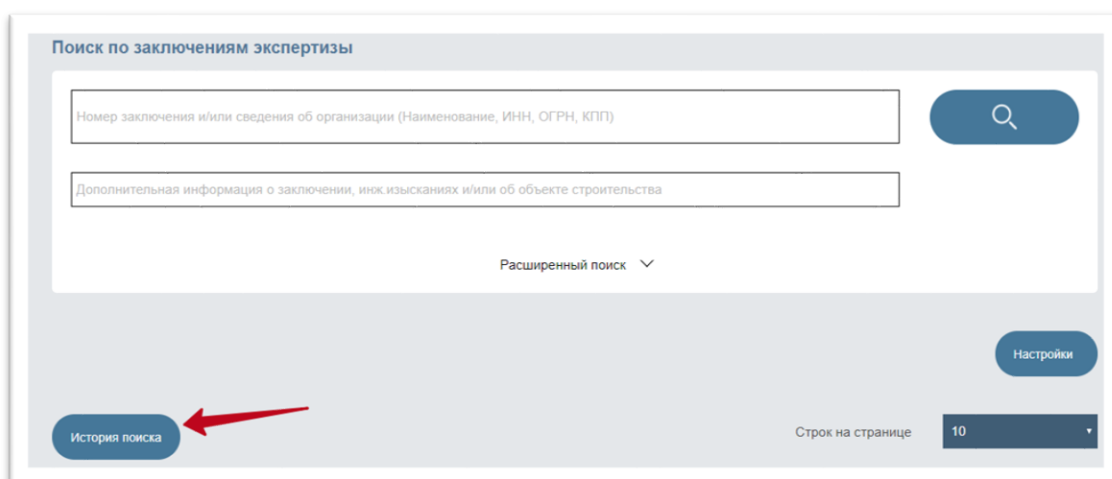 Поиск по заключениям экспертизы
Номер заключения и/или сведения об организации (Наименование, ИНН, ОГРН, КПП)
Дополнительная информация о заключении, инж.изысканиях и/или об объекте строительства
Расширенный поиск
Настройки
История поиска
Строк на странице
10